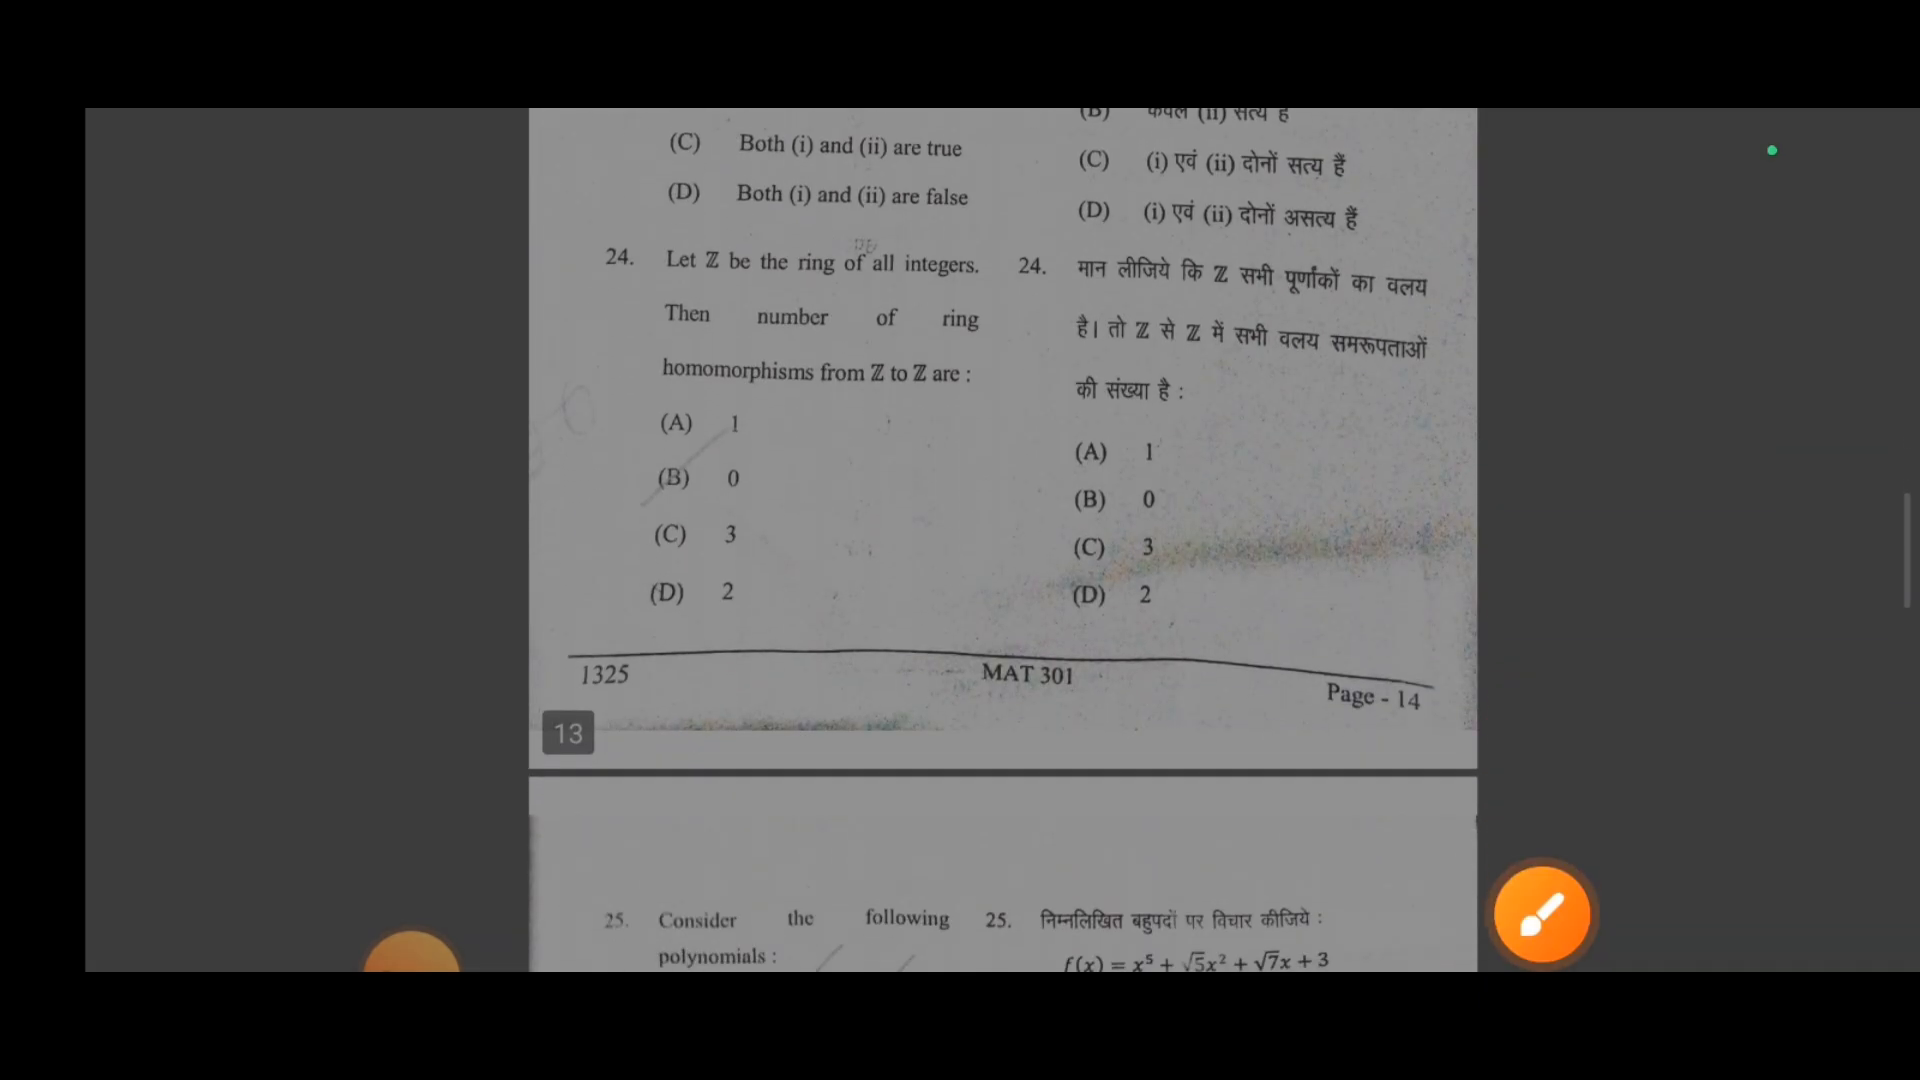 (C) Both (i) and (ii) are true
(D) Both (i) and (ii) are false
24. Let ℤ be the ring of all integers.
Then number of ring
homomorphisms from ℤ to ℤ are :
(A) 1
(B) 0
(C) 3
(D) 2
(B) केवल (ii) सत्य है
(C) (i) एवं (ii) दोनों सत्य हैं
(D) (i) एवं (ii) दोनों असत्य हैं
24. मान लीजिये कि ℤ सभी पूर्णांकों का वलय
है। तो ℤ से ℤ में सभी वलय समरूपताओं
की संख्या है :
(A) 1
(B) 0
(C) 3
(D) 2
1325 MAT 301 Page - 14
13
25. Consider the following
polynomials :
25. निम्नलिखित बहुपदों पर विचार कीजिये :
f(x) = x⁵ + √5x² + √7x + 3